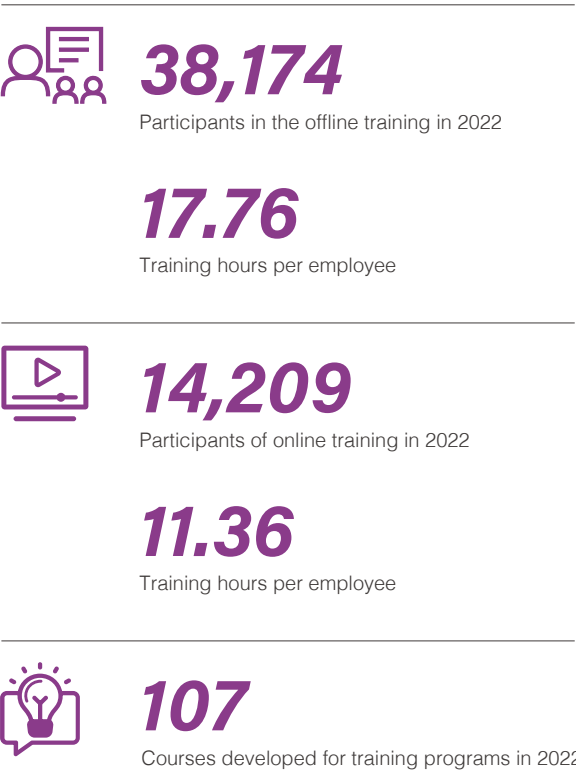 38,174
Participants in the offline training in 2022
17.76
Training hours per employee
14,209
Participants of online training in 2022
11.36
Training hours per employee
107
Courses developed for training programs in 2022